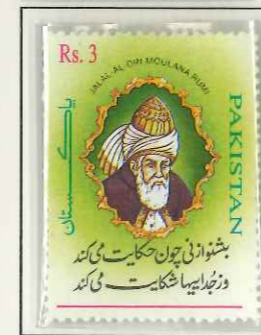 Rs. 3
JALAL-AL-DIN MOULANA RUMI
پاکستان
PAKISTAN
بشنو از نی چون حکایت می کند
وز جداییها شکایت می کند